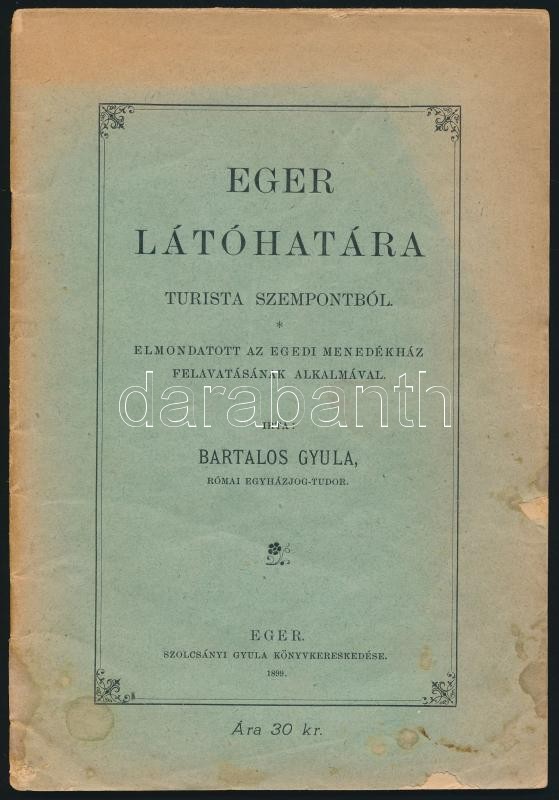 EGER
LÁTÓHATÁRA
TURISTA SZEMPONTBÓL.
*
ELMONDATOTT AZ EGEDI MENEDÉKHÁZ
FELAVATÁSÁNAK ALKALMÁVAL.
darabanth
IRTA:
BARTALOS GYULA,
RÓMAI EGYHÁZJOG-TUDOR.
EGER.
SZOLCSÁNYI GYULA KÖNYVKERESKEDÉSE.
1899.
Ára 30 kr.